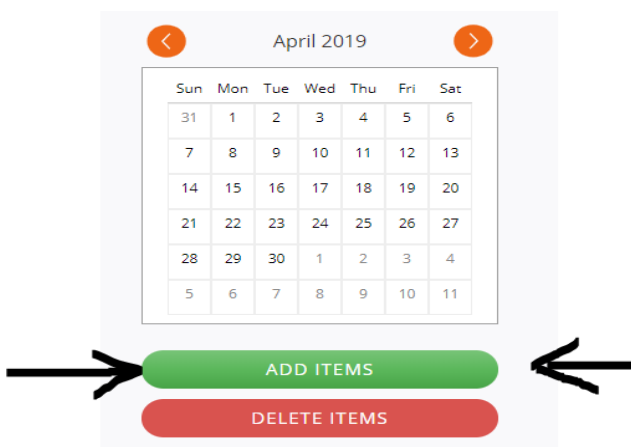 April 2019
Sun Mon Tue Wed Thu Fri Sat
31 1 2 3 4 5 6
7 8 9 10 11 12 13
14 15 16 17 18 19 20
21 22 23 24 25 26 27
28 29 30 1 2 3 4
5 6 7 8 9 10 11
ADD ITEMS
DELETE ITEMS